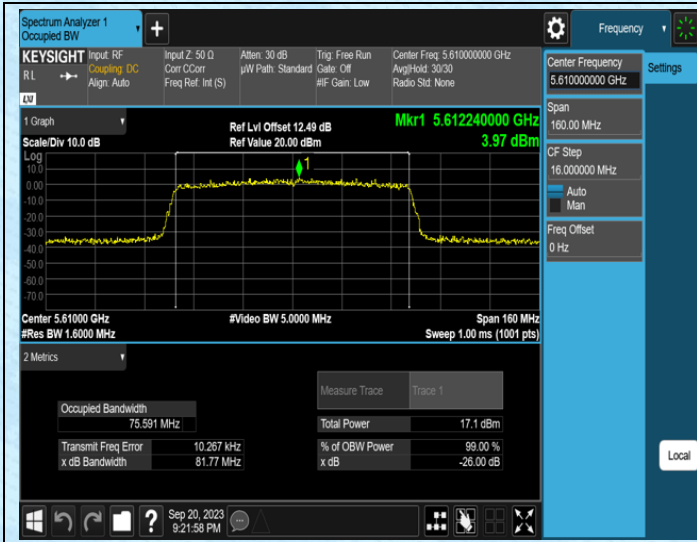 Spectrum Analyzer 1
Occupied BW
Frequency
KEYSIGHT
Input: RF
Coupling: DC
Align: Auto
Input Z: 50 Ω
Corr CCorr
Freq Ref: Int (S)
Atten: 30 dB
µW Path: Standard
Trig: Free Run
Gate: Off
#IF Gain: Low
Center Freq: 5.610000000 GHz
Avg|Hold: 30/30
Radio Std: None
RL
LXI
Center Frequency
5.610000000 GHz
Settings
Span
160.00 MHz
CF Step
16.000000 MHz
Auto
Man
Freq Offset
0 Hz
1 Graph
Scale/Div 10.0 dB
Ref Lvl Offset 12.49 dB
Ref Value 20.00 dBm
Mkr1 5.612240000 GHz
3.97 dBm
Log
10.0
0.00
-10.0
-20.0
-30.0
-40.0
-50.0
-60.0
-70.0
1
Center 5.61000 GHz
#Res BW 1.6000 MHz
#Video BW 5.0000 MHz
Span 160 MHz
Sweep 1.00 ms (1001 pts)
2 Metrics
Measure Trace
Trace 1
Occupied Bandwidth
75.591 MHz
Total Power
17.1 dBm
Transmit Freq Error
10.267 kHz
% of OBW Power
99.00 %
x dB Bandwidth
81.77 MHz
x dB
-26.00 dB
Local
?
Sep 20, 2023
9:21:58 PM